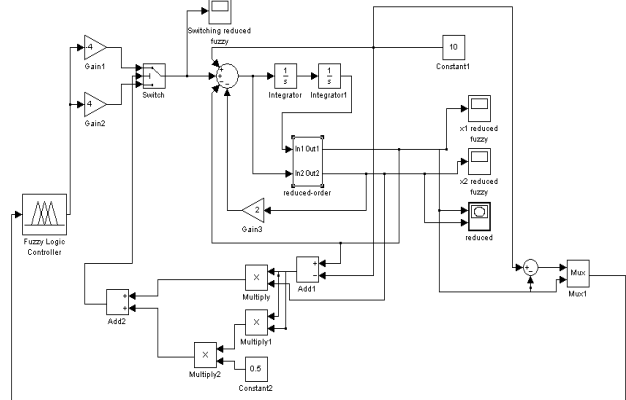 Switching reduced
fuzzy
-4
Gain1
Switch
4
Gain2
+
+
−
−
1
s
Integrator
1
s
Integrator1
10
Constant1
x1 reduced
fuzzy
In1 Out1
In2 Out2
reduced-order
x2 reduced
fuzzy
2
Gain3
reduced
Fuzzy Logic
Controller
+
−
Add1
X
Multiply
+
+
Add2
X
Multiply1
X
Multiply2
0.5
Constant2
+
−
Mux
Mux1